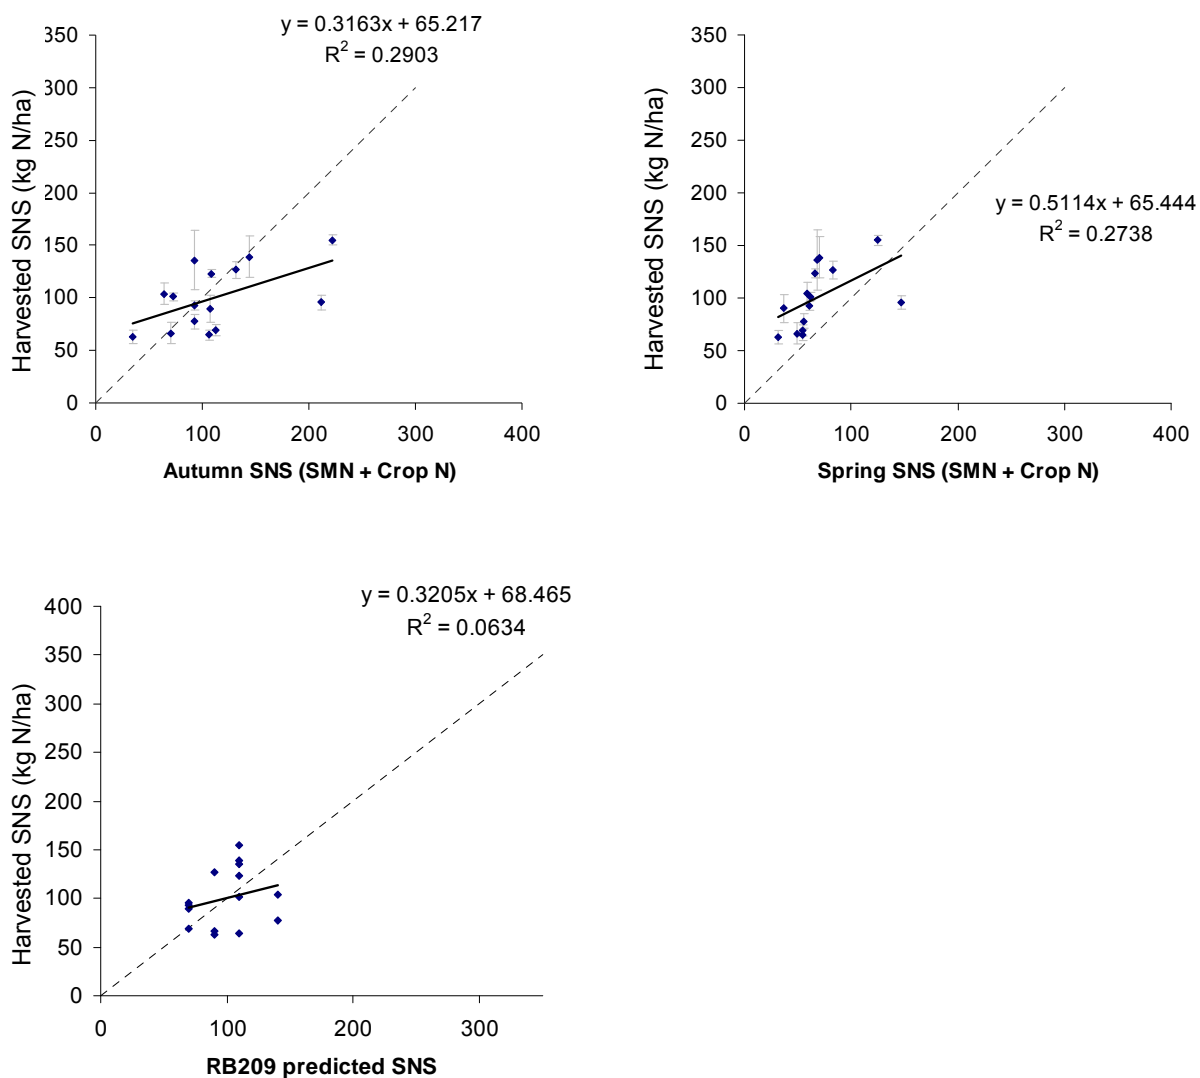 y = 0.3163x + 65.217
R² = 0.2903
Harvested SNS (kg N/ha)
350
300
250
200
150
100
50
0
0 100 200 300 400
Autumn SNS (SMN + Crop N)
y = 0.5114x + 65.444
R² = 0.2738
Harvested SNS (kg N/ha)
350
300
250
200
150
100
50
0
0 100 200 300 400
Spring SNS (SMN + Crop N)
y = 0.3205x + 68.465
R² = 0.0634
Harvested SNS (kg N/ha)
400
350
300
250
200
150
100
50
0
0 100 200 300
RB209 predicted SNS